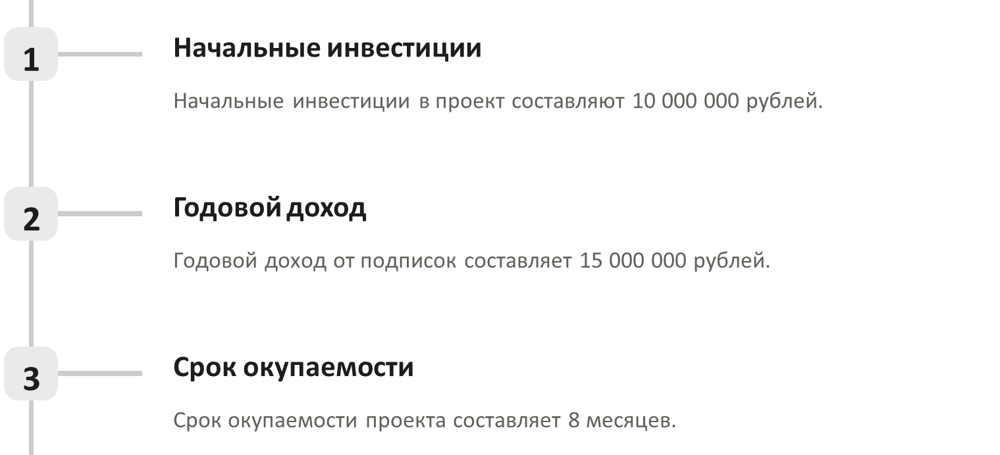 1
Начальные инвестиции
Начальные инвестиции в проект составляют 10 000 000 рублей.
2
Годовой доход
Годовой доход от подписок составляет 15 000 000 рублей.
3
Срок окупаемости
Срок окупаемости проекта составляет 8 месяцев.